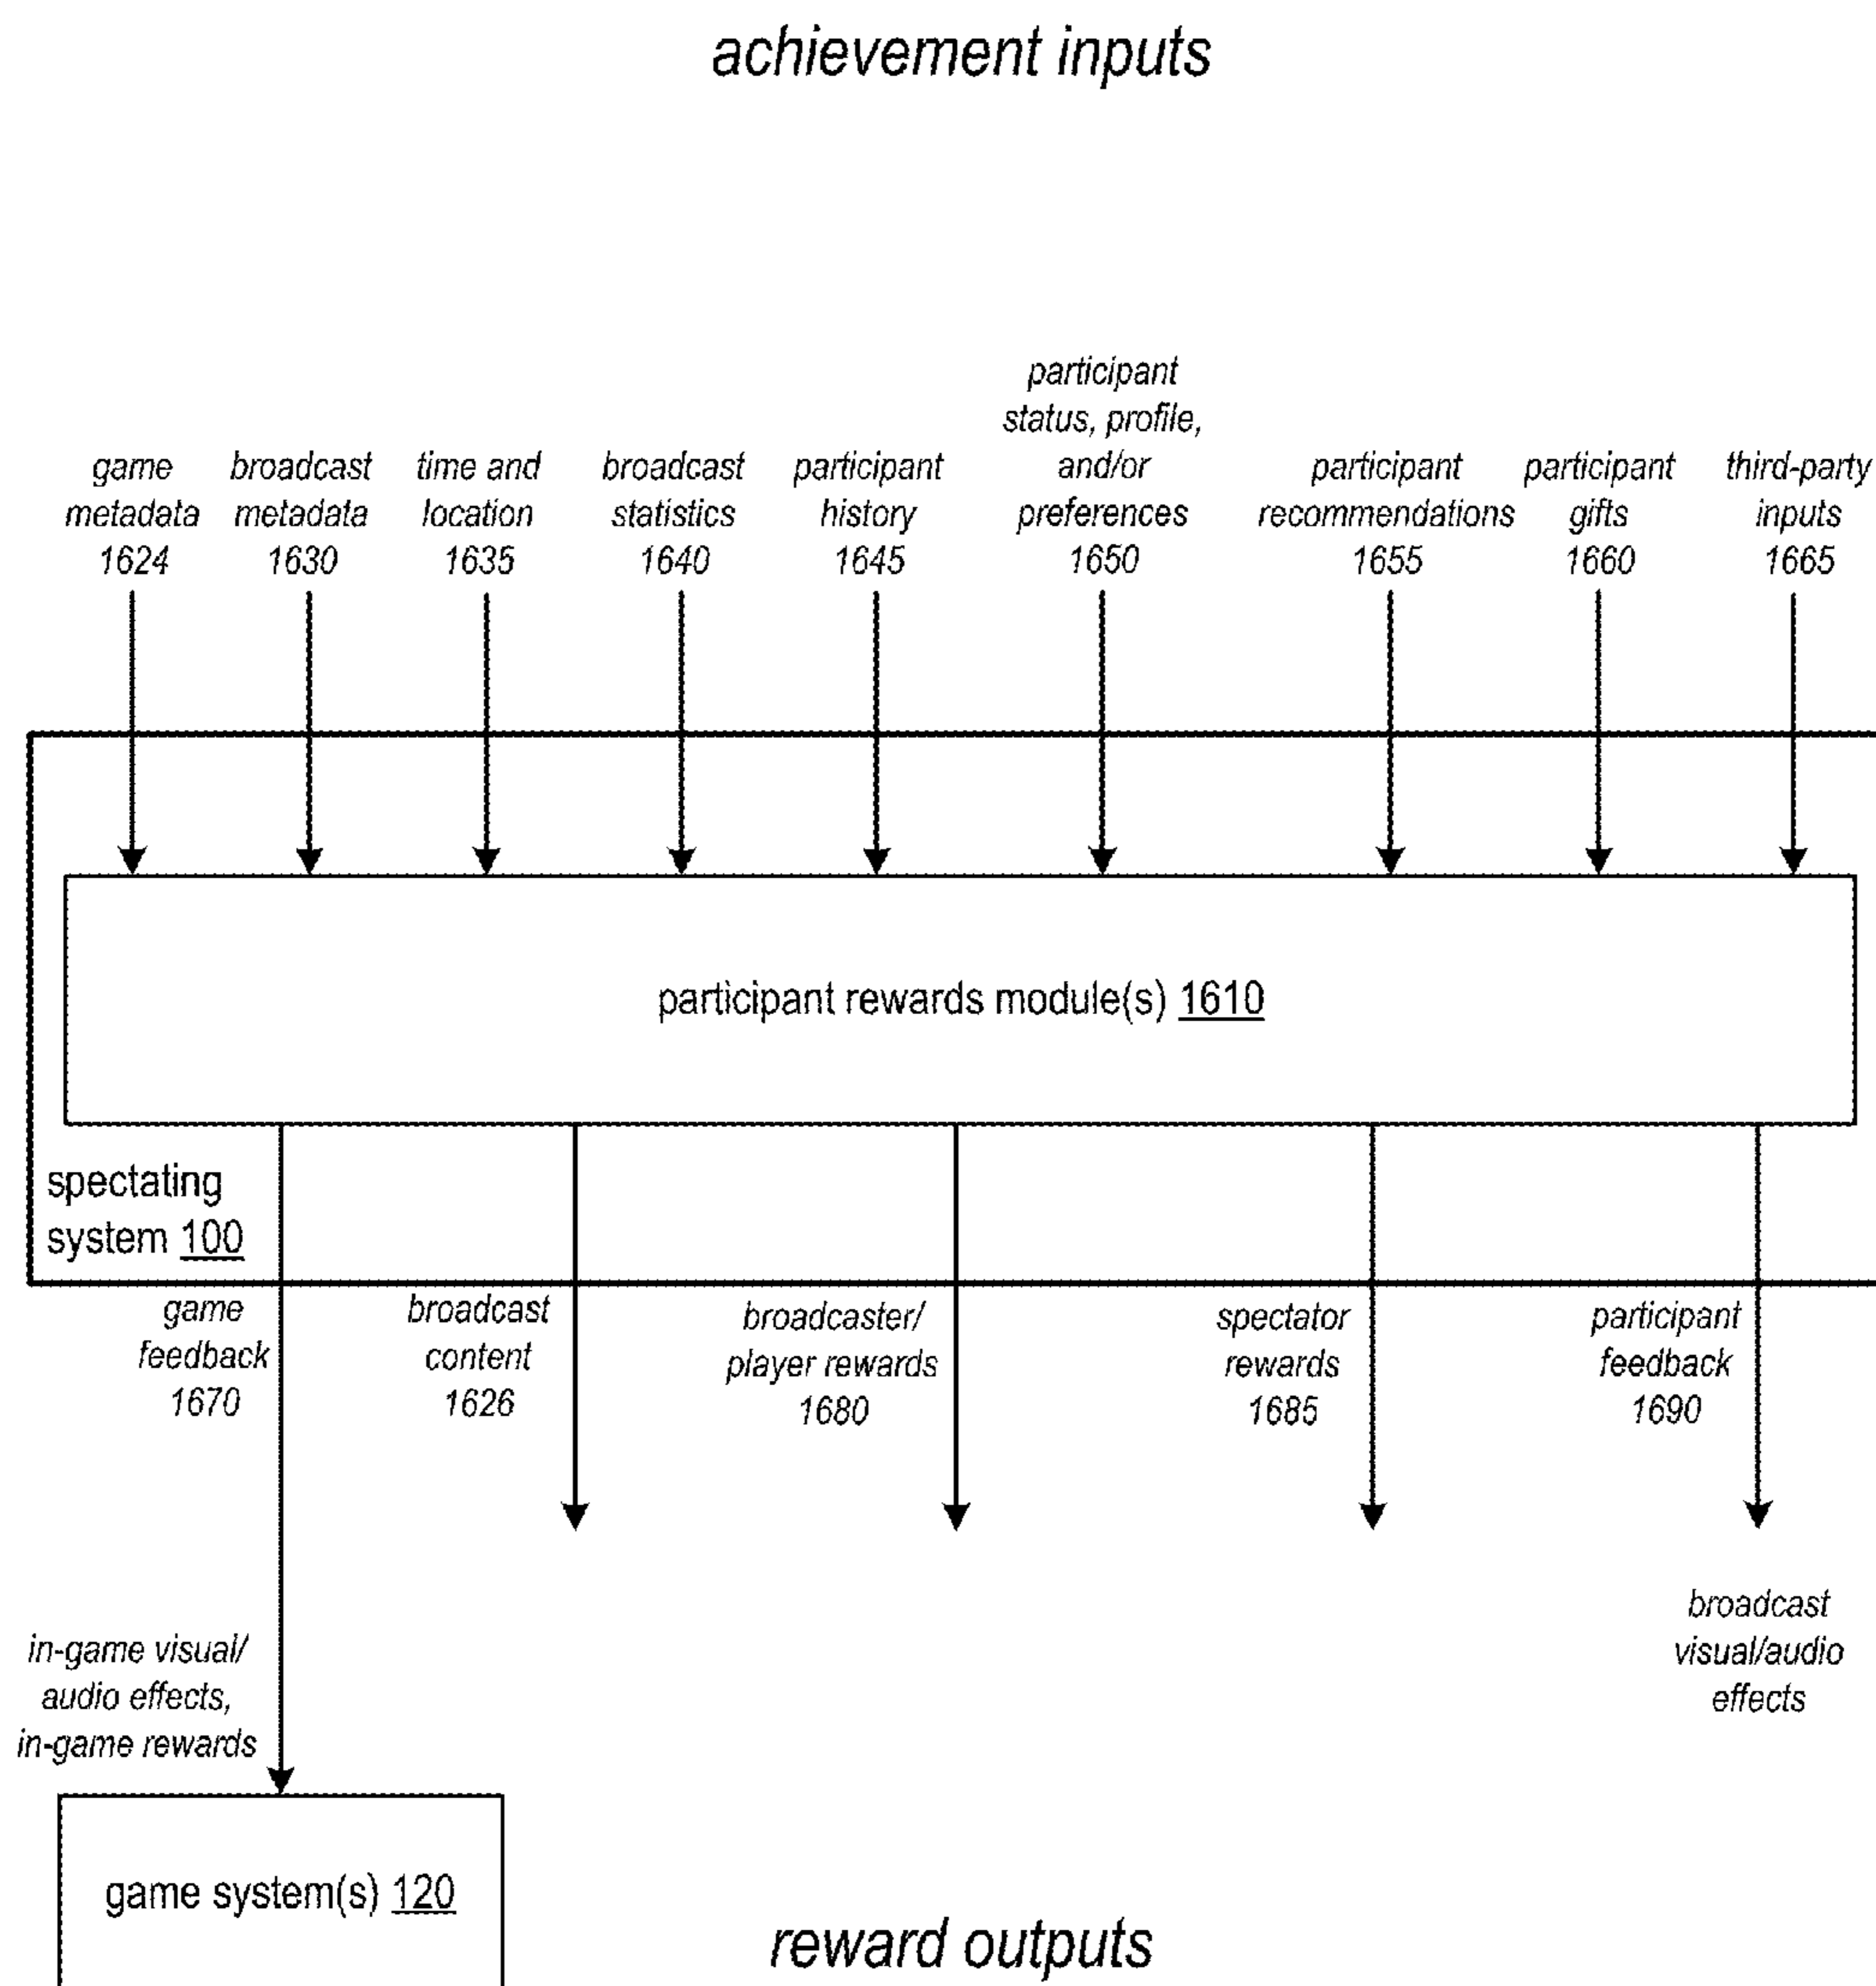 achievement inputs
game
metadata
1624
broadcast
metadata
1630
time and
location
1635
broadcast
statistics
1640
participant
history
1645
participant
status, profile,
and/or
preferences
1650
participant
recommendations
1655
participant
gifts
1660
third-party
inputs
1665
participant rewards module(s) 1610
spectating
system 100
game
feedback
1670
broadcast
content
1626
broadcaster/
player rewards
1680
spectator
rewards
1685
participant
feedback
1690
in-game visual/
audio effects,
in-game rewards
broadcast
visual/audio
effects
game system(s) 120
reward outputs